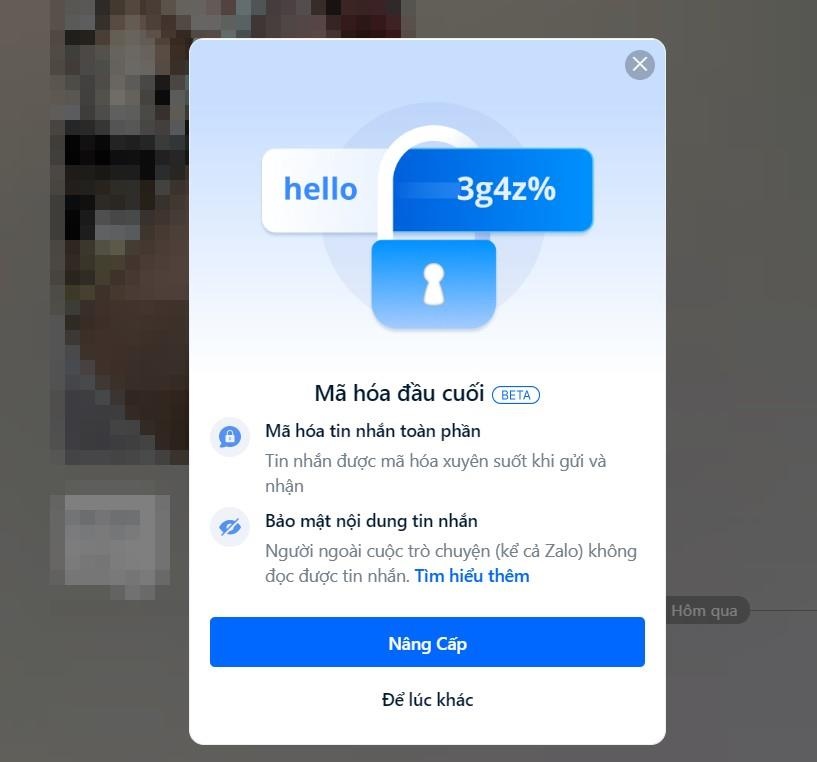 hello
3g4z%
Mã hóa đầu cuối BETA
Mã hóa tin nhắn toàn phần
Tin nhắn được mã hóa xuyên suốt khi gửi và
nhận
Bảo mật nội dung tin nhắn
Người ngoài cuộc trò chuyện (kể cả Zalo) không
đọc được tin nhắn. Tìm hiểu thêm
Hôm qua
Nâng Cấp
Để lúc khác